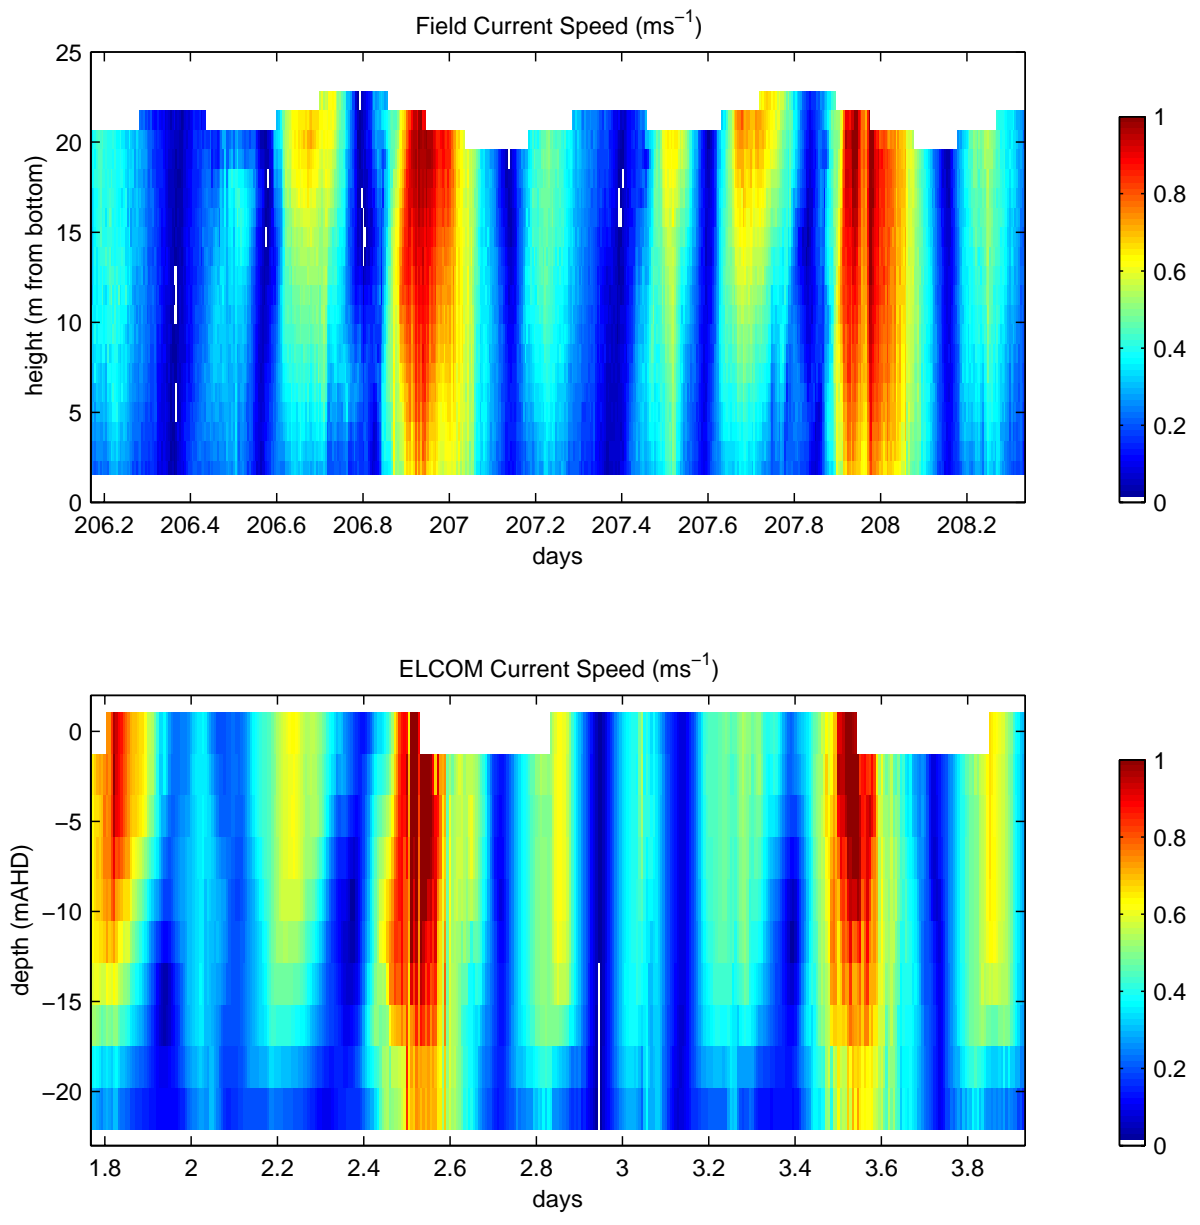 Field Current Speed (ms−1)
25
20
15
10
5
0
height (m from bottom)
206.2 206.4 206.6 206.8 207 207.2 207.4 207.6 207.8 208 208.2
days
1
0.8
0.6
0.4
0.2
0
ELCOM Current Speed (ms−1)
0
−5
−10
−15
−20
depth (mAHD)
1.8 2 2.2 2.4 2.6 2.8 3 3.2 3.4 3.6 3.8
days
1
0.8
0.6
0.4
0.2
0